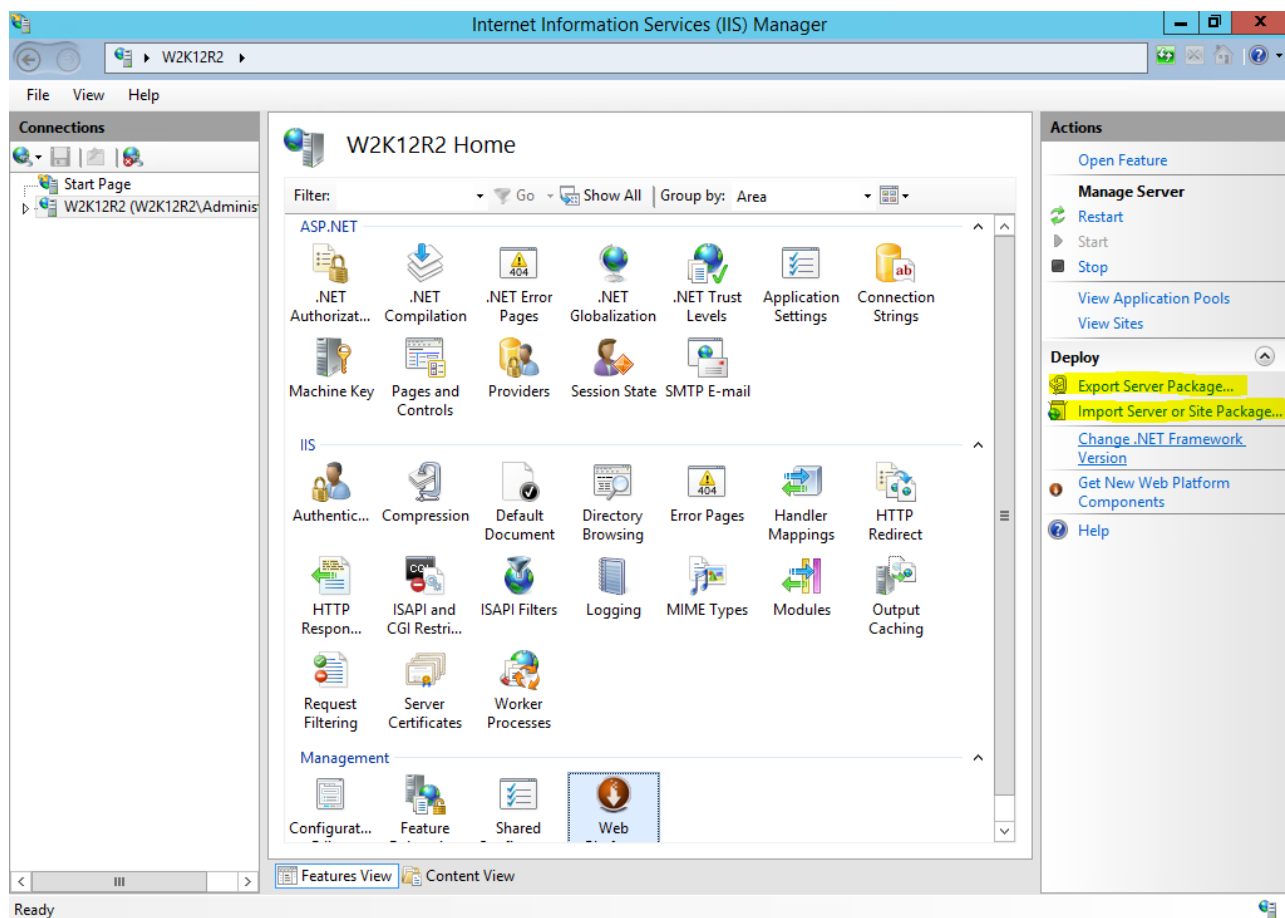 Internet Information Services (IIS) Manager
W2K12R2
File View Help
Connections
Start Page
W2K12R2 (W2K12R2\Adminis
W2K12R2 Home
Filter: Go Show All Group by: Area
ASP.NET
.NET Authorizat...
.NET Compilation
404
.NET Error Pages
.NET Globalization
.NET Trust Levels
Application Settings
ab
Connection Strings
Machine Key
Pages and Controls
Providers
Session State
SMTP E-mail
IIS
Authentic...
Compression
Default Document
Directory Browsing
404
Error Pages
Handler Mappings
HTTP Redirect
HTTP Respon...
ISAPI and CGI Restri...
ISAPI Filters
Logging
MIME Types
Modules
Output Caching
Request Filtering
Server Certificates
Worker Processes
Management
Configurat...
Feature
Shared
Web
Features View Content View
Actions
Open Feature
Manage Server
Restart
Start
Stop
View Application Pools
View Sites
Deploy
Export Server Package...
Import Server or Site Package...
Change .NET Framework
Version
Get New Web Platform
Components
Help
Ready